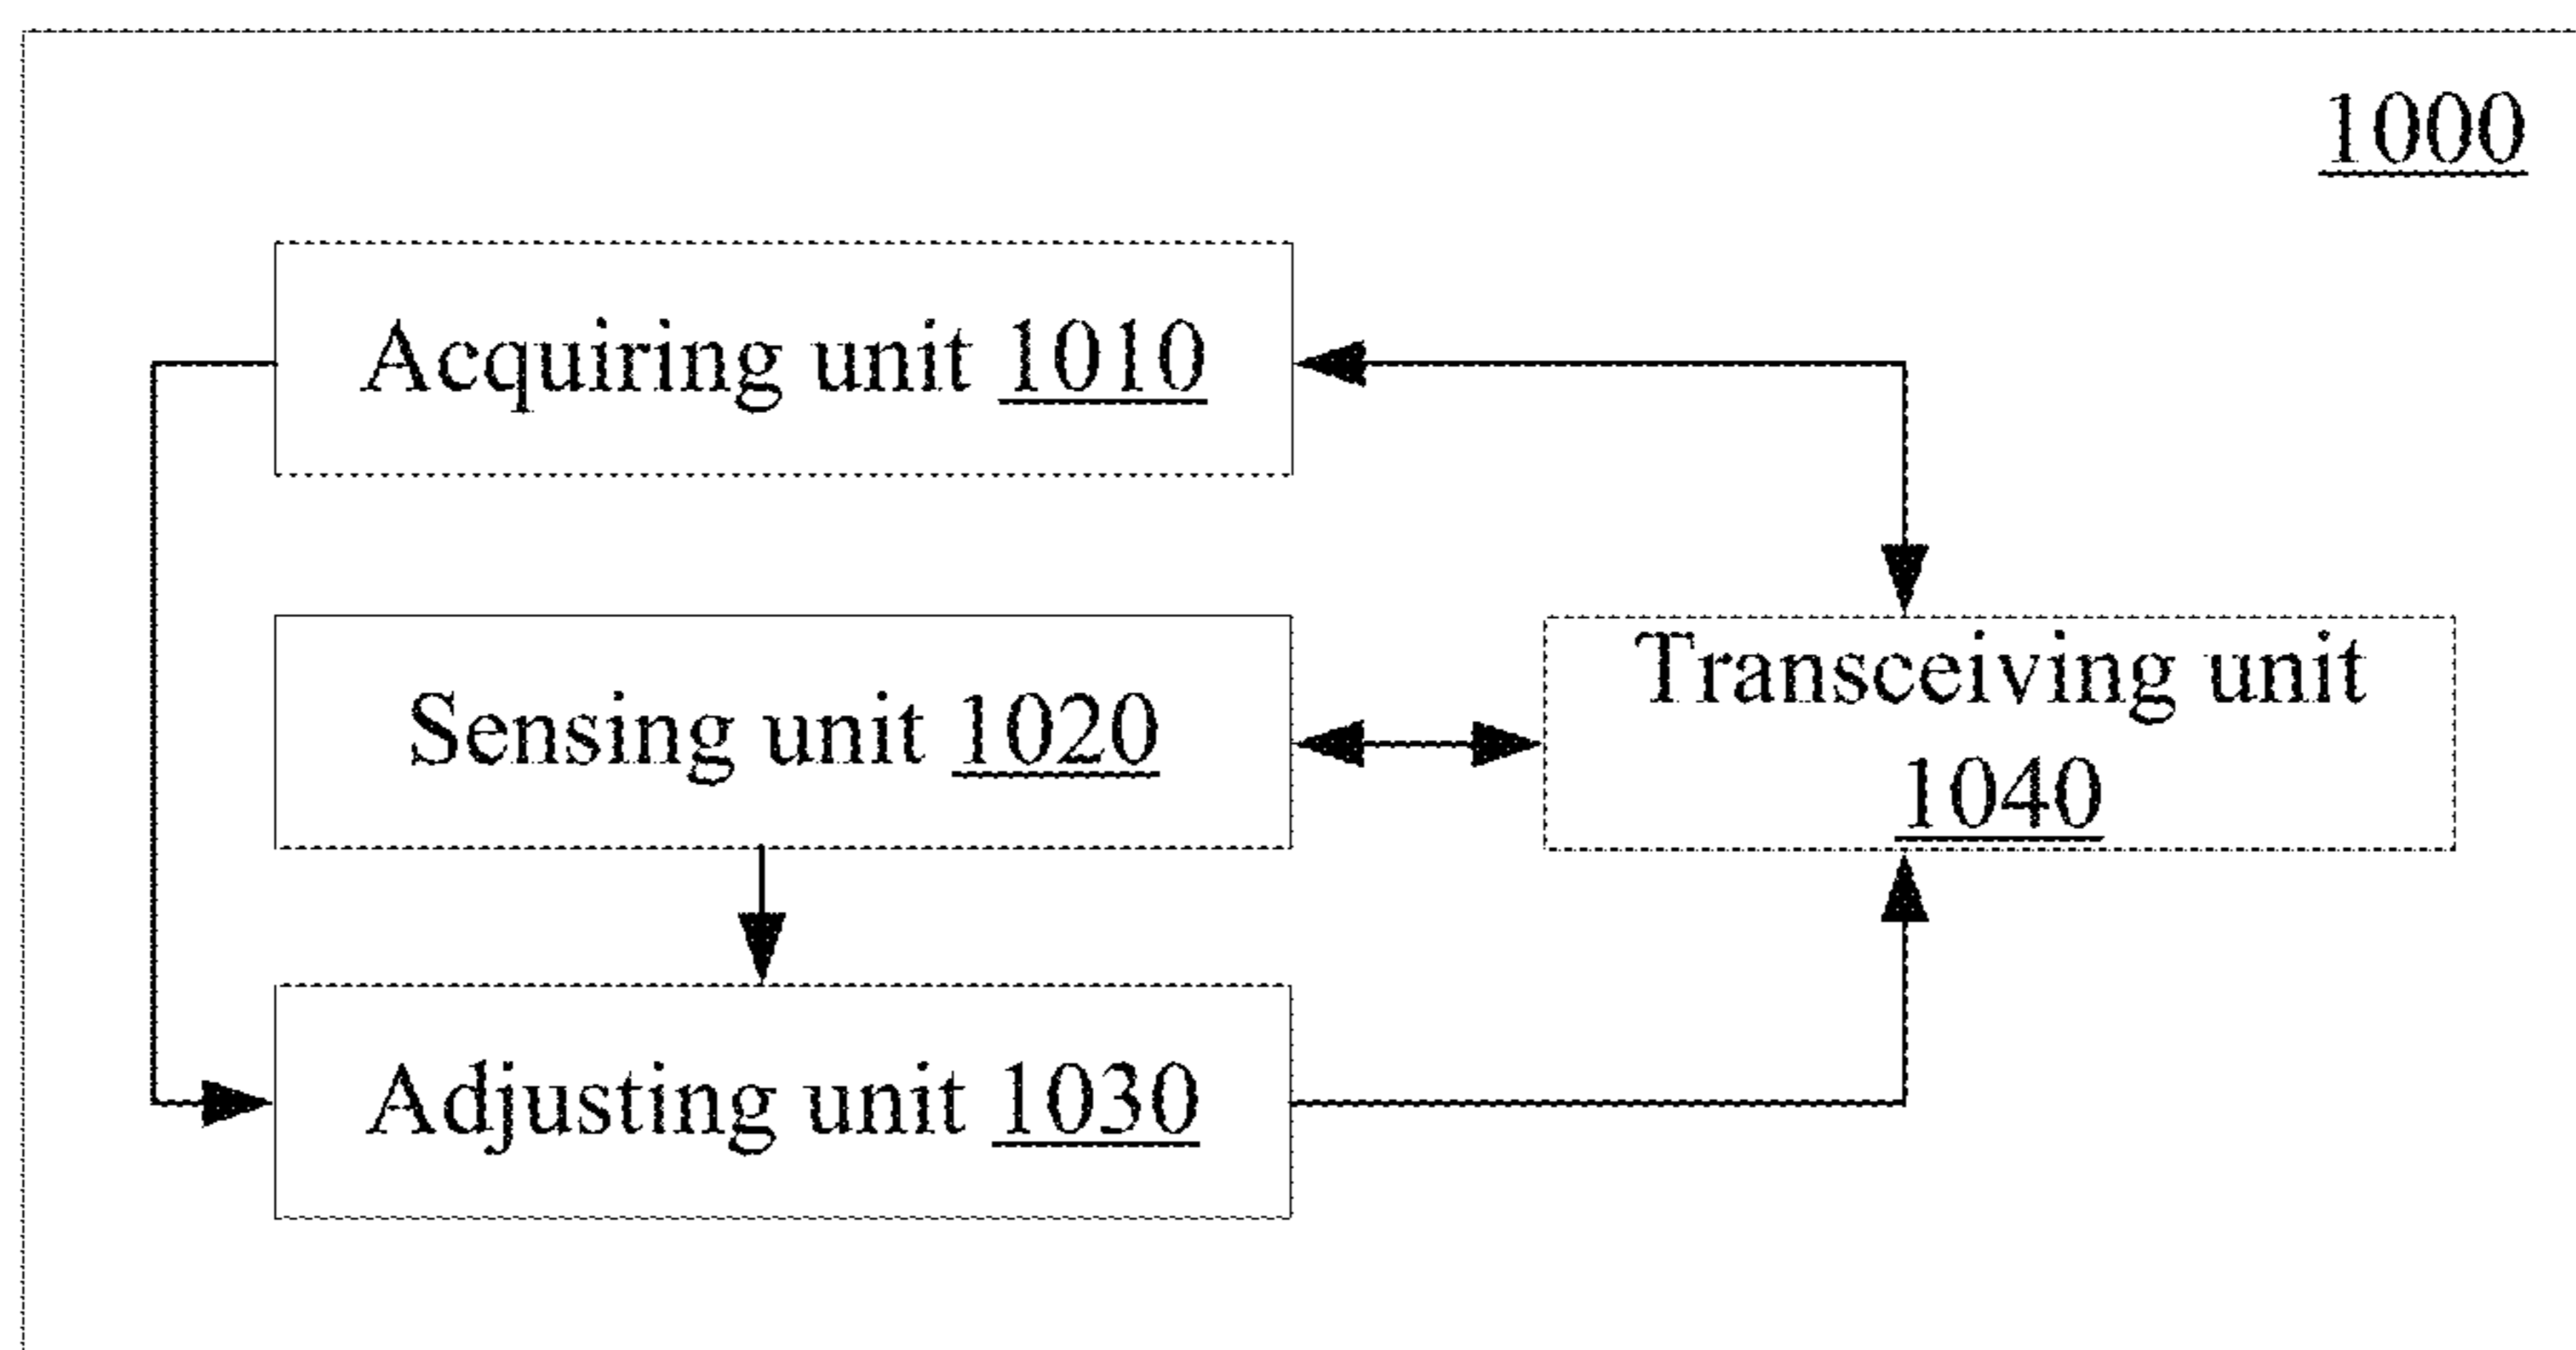 1000
Acquiring unit 1010
Sensing unit 1020
Transceiving unit
1040
Adjusting unit 1030